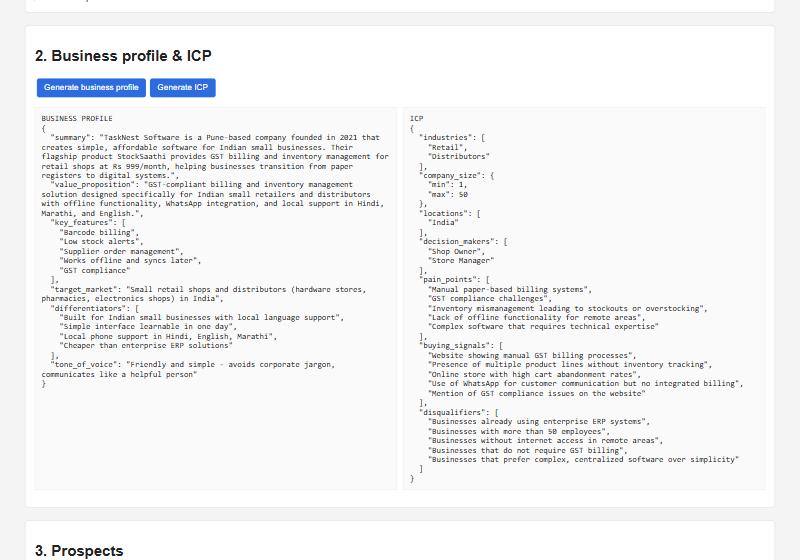 2. Business profile & ICP
Generate business profile
Generate ICP
BUSINESS PROFILE
{
"summary": "TaskNest Software is a Pune-based company founded in 2021 that
creates simple, affordable software for Indian small businesses. Their
flagship product StockSaathi provides GST billing and inventory management for
retail shops at Rs 999/month, helping businesses transition from paper
registers to digital systems.",
"value_proposition": "GST-compliant billing and inventory management
solution designed specifically for Indian small retailers and distributors
with offline functionality, WhatsApp integration, and local support in Hindi,
Marathi, and English.",
"key_features": [
"Barcode billing",
"Low stock alerts",
"Supplier order management",
"Works offline and syncs later",
"GST compliance"
],
"target_market": "Small retail shops and distributors (hardware stores,
pharmacies, electronics shops) in India",
"differentiators": [
"Built for Indian small businesses with local language support",
"Simple interface learnable in one day",
"Local phone support in Hindi, English, Marathi",
"Cheaper than enterprise ERP solutions"
],
"tone_of_voice": "Friendly and simple - avoids corporate jargon,
communicates like a helpful person"
}
ICP
{
"industries": [
"Retail",
"Distributors"
],
"company_size": {
"min": 1,
"max": 50
},
"locations": [
"India"
],
"decision_makers": [
"Shop Owner",
"Store Manager"
],
"pain_points": [
"Manual paper-based billing systems",
"GST compliance challenges",
"Inventory mismanagement leading to stockouts or overstocking",
"Lack of offline functionality for remote areas",
"Complex software that requires technical expertise"
],
"buying_signals": [
"Website showing manual GST billing processes",
"Presence of multiple product lines without inventory tracking",
"Online store with high cart abandonment rates",
"Use of WhatsApp for customer communication but no integrated billing",
"Mention of GST compliance issues on the website"
],
"disqualifiers": [
"Businesses already using enterprise ERP systems",
"Businesses with more than 50 employees",
"Businesses without internet access in remote areas",
"Businesses that do not require GST billing",
"Businesses that prefer complex, centralized software over simplicity"
]
}
3. Prospects